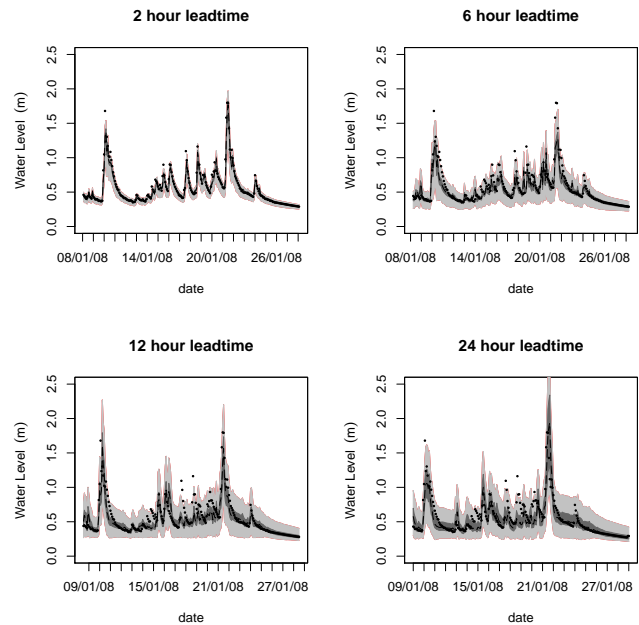 2 hour leadtime
Water Level (m)
0.0 0.5 1.0 1.5 2.0 2.5
08/01/08 14/01/08 20/01/08 26/01/08
date
6 hour leadtime
Water Level (m)
0.0 0.5 1.0 1.5 2.0 2.5
08/01/08 14/01/08 20/01/08 26/01/08
date
12 hour leadtime
Water Level (m)
0.0 0.5 1.0 1.5 2.0 2.5
09/01/08 15/01/08 21/01/08 27/01/08
date
24 hour leadtime
Water Level (m)
0.0 0.5 1.0 1.5 2.0 2.5
09/01/08 15/01/08 21/01/08 27/01/08
date